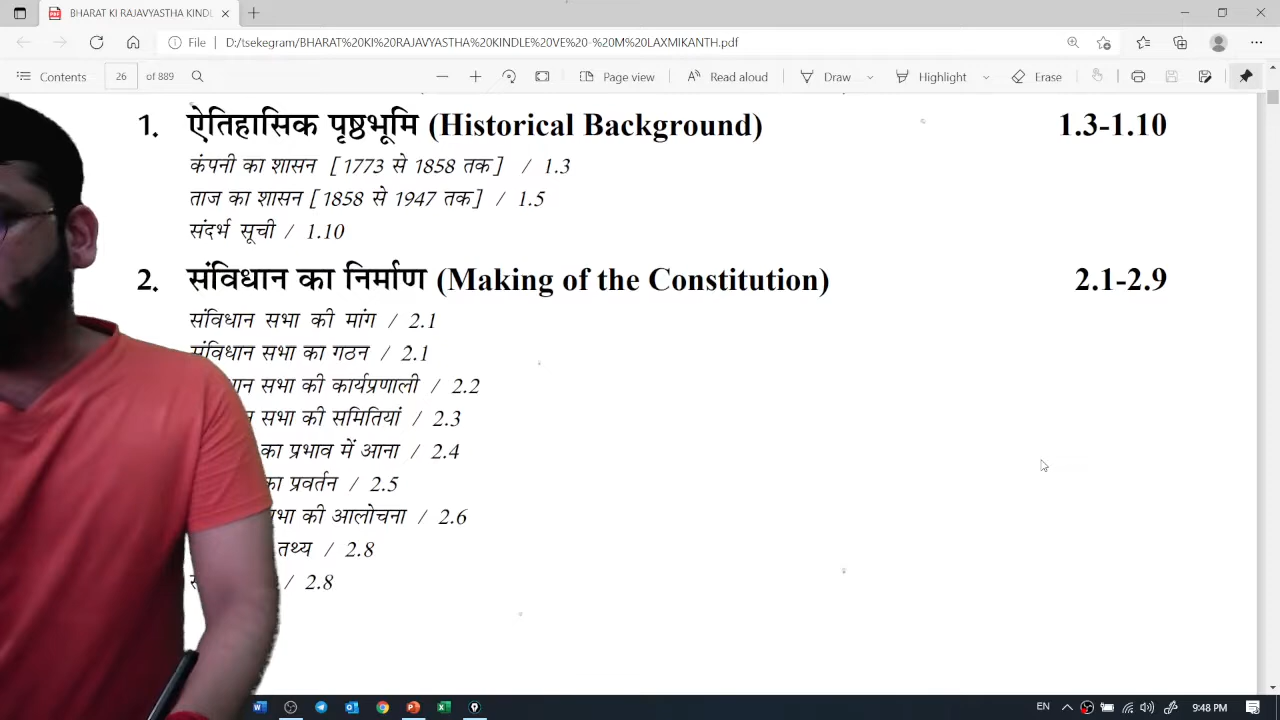 BHARAT KI RAJAVYASTHA KINDL
File D:/tsekegram/BHARAT%20KI%20RAJAVYASTHA%20KINDLE%20VE%20-%20M%20LAXMIKANTH.pdf
Contents 26 of 889 Page view Read aloud Draw Highlight Erase
1. ऐतिहासिक पृष्ठभूमि (Historical Background) 1.3-1.10
कंपनी का शासन [1773 से 1858 तक] / 1.3
ताज का शासन [1858 से 1947 तक] / 1.5
संदर्भ सूची / 1.10
2. संविधान का निर्माण (Making of the Constitution) 2.1-2.9
संविधान सभा की मांग / 2.1
संविधान सभा का गठन / 2.1
सभा की कार्यप्रणाली / 2.2
सभा की समितियां / 2.3
का प्रभाव में आना / 2.4
का प्रवर्तन / 2.5
की आलोचना / 2.6
तथ्य / 2.8
/ 2.8
EN 9:48 PM